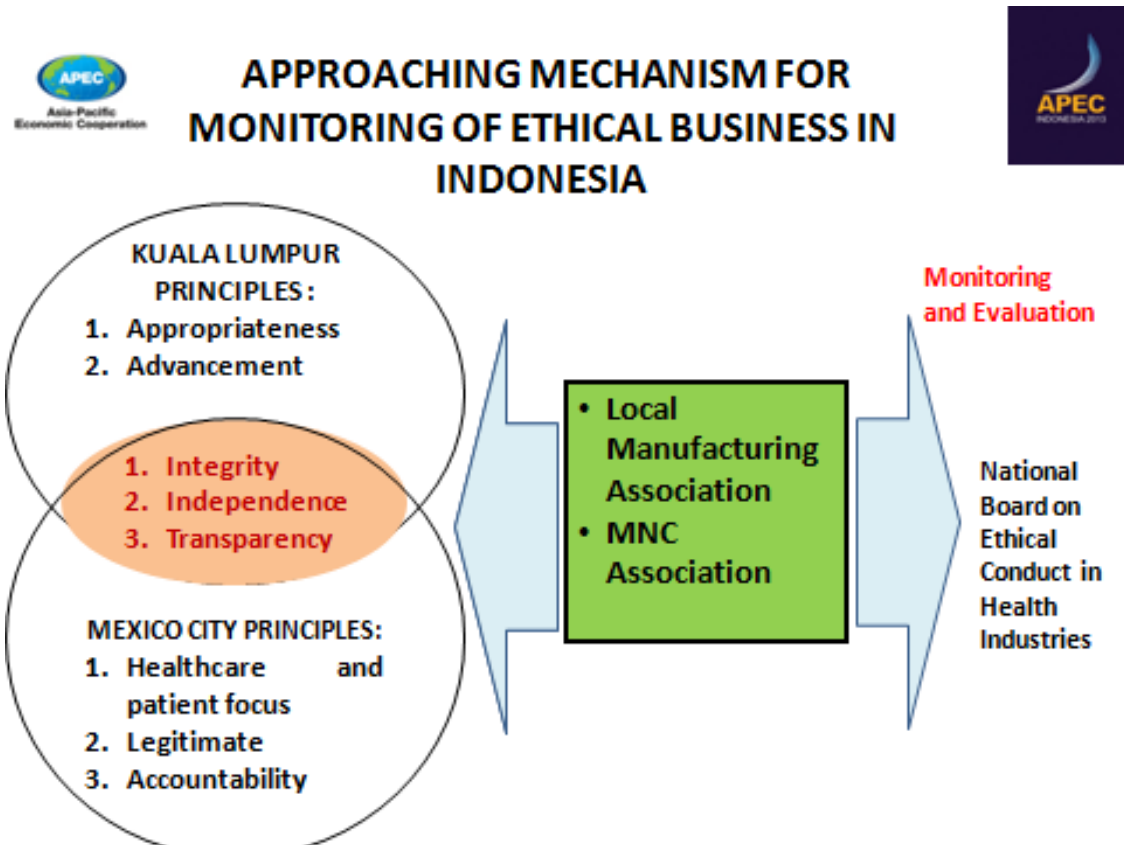 APEC
Asia-Pacific
Economic Cooperation
APPROACHING MECHANISM FOR
MONITORING OF ETHICAL BUSINESS IN
INDONESIA
APEC
INDONESIA 2013
KUALA LUMPUR
PRINCIPLES :
1. Appropriateness
2. Advancement
1. Integrity
2. Independence
3. Transparency
MEXICO CITY PRINCIPLES:
1. Healthcare and
patient focus
2. Legitimate
3. Accountability
• Local
Manufacturing
Association
• MNC
Association
Monitoring
and Evaluation
National
Board on
Ethical
Conduct in
Health
Industries